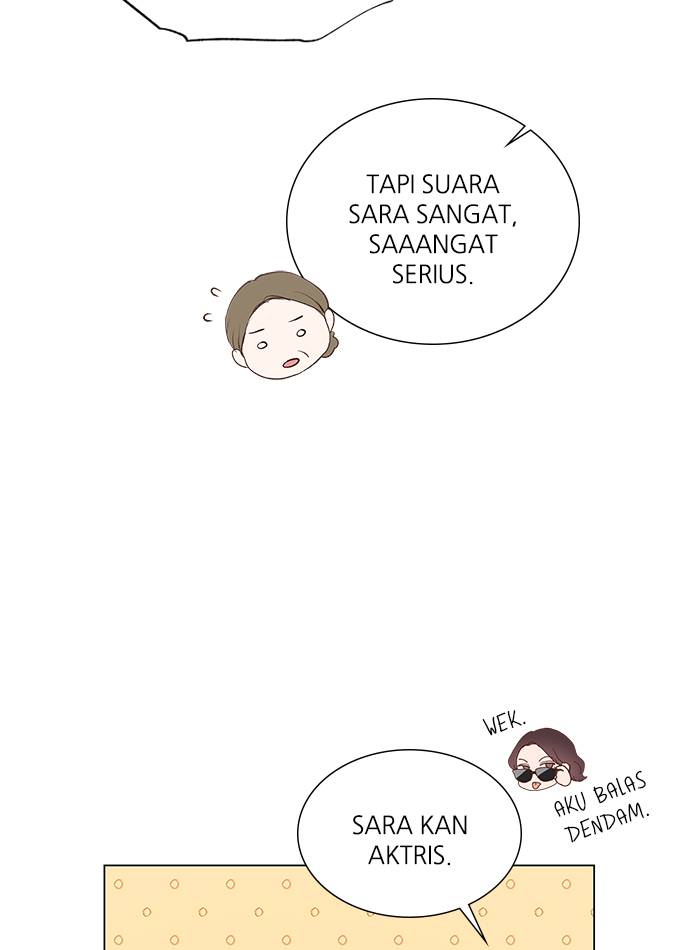 TAPI SUARA
SARA SANGAT,
SAAANGAT
SERIUS.
WEK.
AKU BALAS
DENDAM.
SARA KAN
AKTRIS.